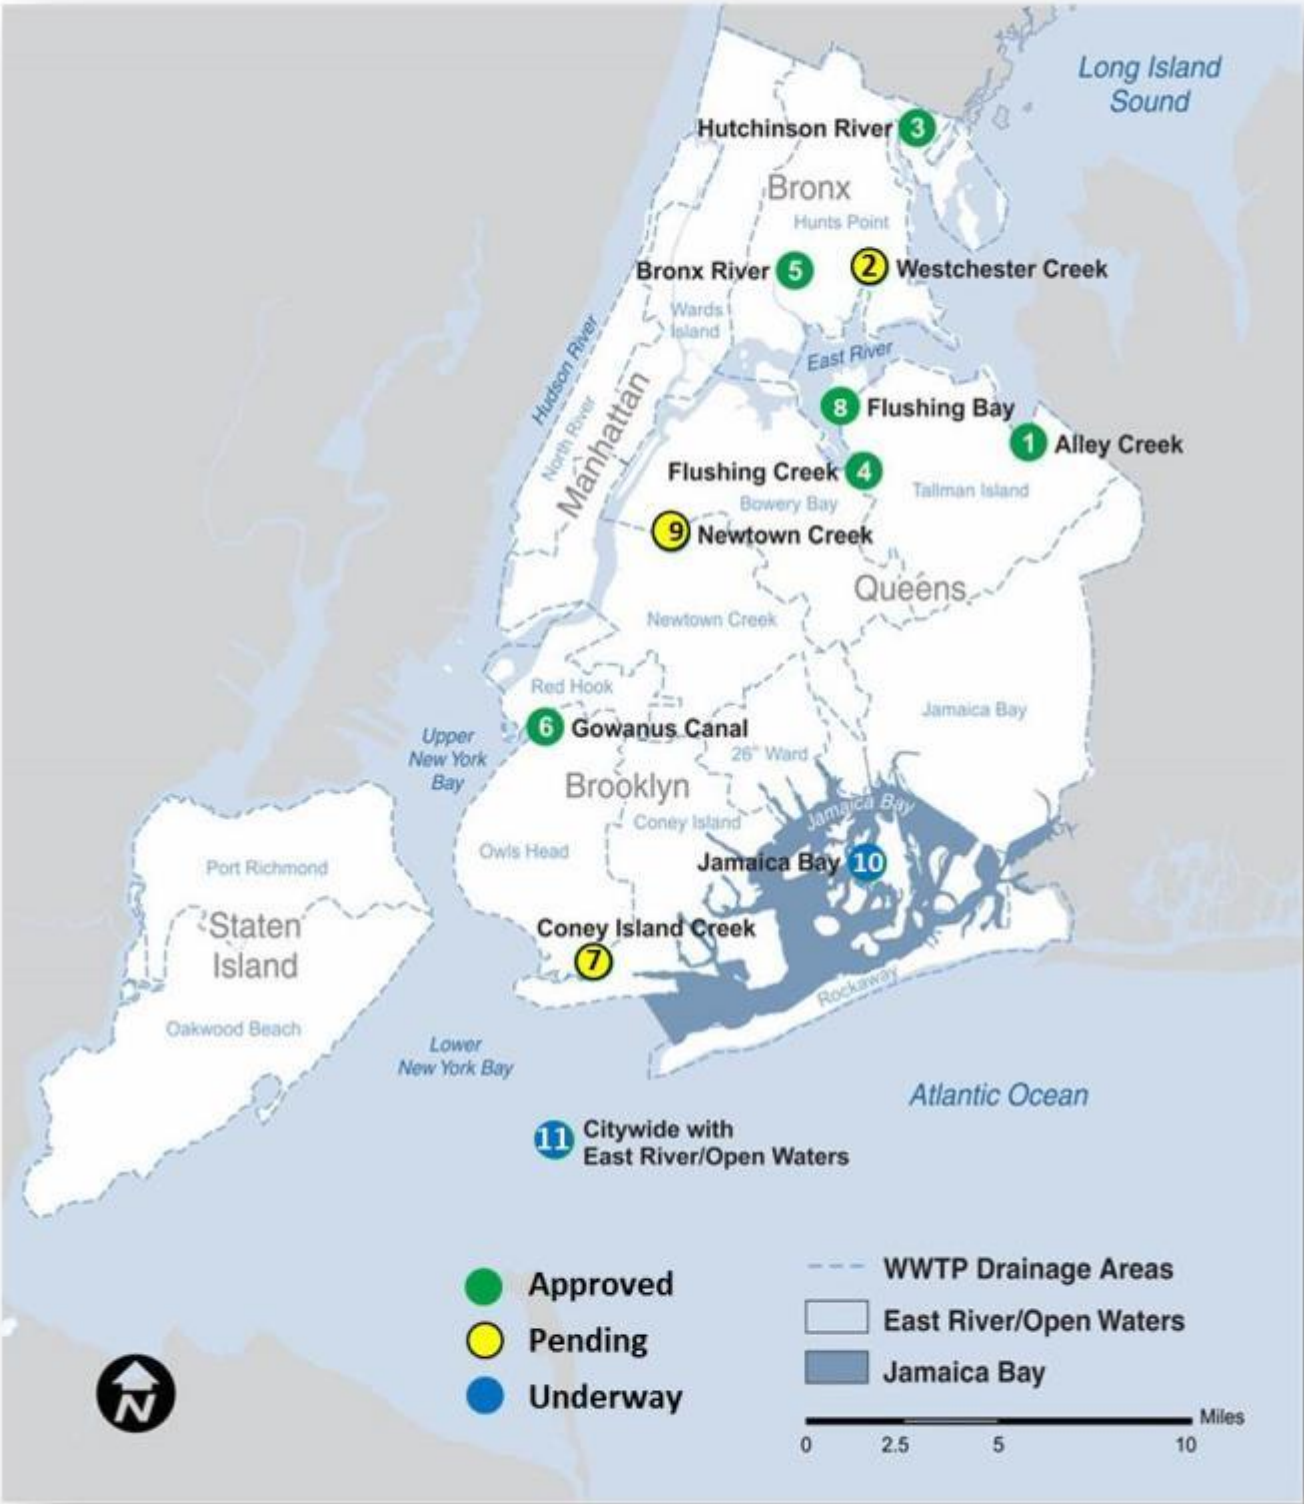 Long Island
Sound
Hutchinson River 3
Bronx
Hunts Point
Bronx River 5
2 Westchester Creek
Wards
Island
East River
Hudson River
North River
Manhattan
8 Flushing Bay
1 Alley Creek
Flushing Creek 4
Tallman Island
Bowery Bay
9 Newtown Creek
Queens
Newtown Creek
Red Hook
Jamaica Bay
6 Gowanus Canal
Upper
New York
Bay
26th Ward
Brooklyn
Coney Island
Jamaica Bay
Owls Head
Jamaica Bay 10
Port Richmond
Staten
Island
Coney Island Creek
7
Rockaway
Oakwood Beach
Lower
New York Bay
Atlantic Ocean
11 Citywide with
East River/Open Waters
Approved
Pending
Underway
WWTP Drainage Areas
East River/Open Waters
Jamaica Bay
Miles
0 2.5 5 10
N